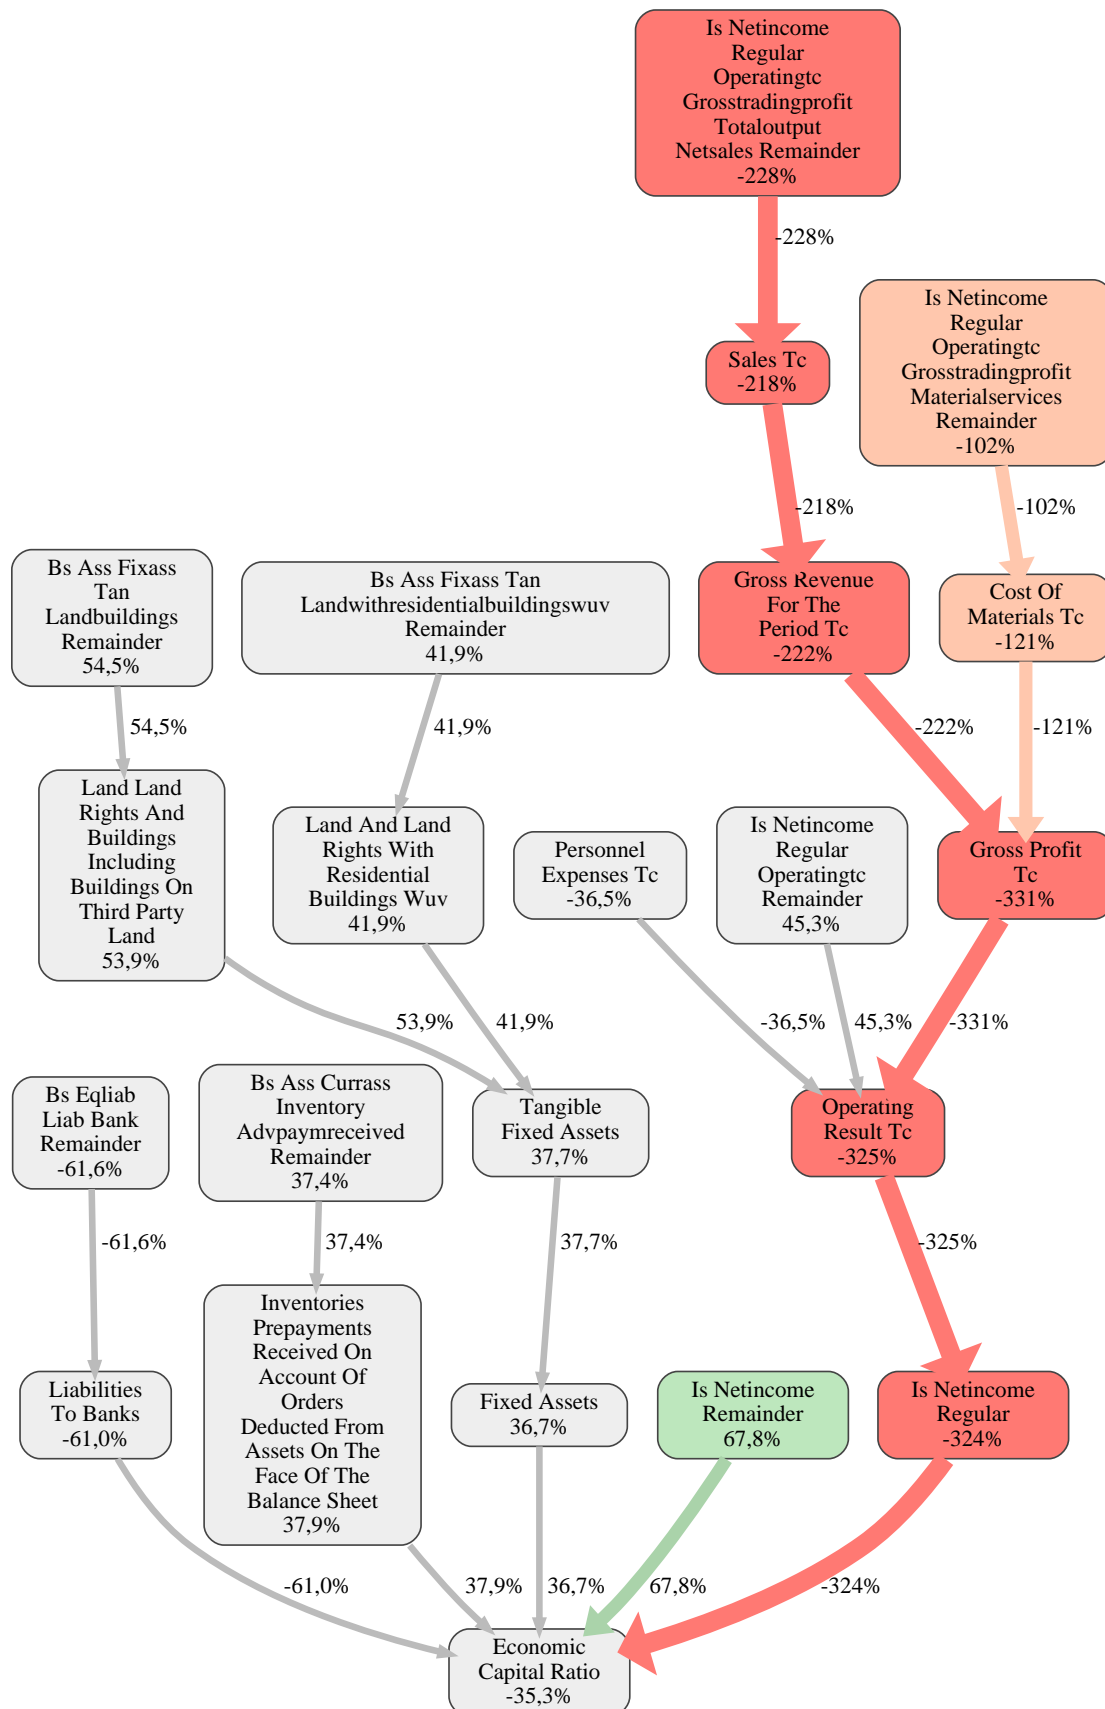 Is Netincome
Regular
Operatingtc
Grosstradingprofit
Totaloutput
Netsales Remainder
-228%
-228%
Is Netincome
Regular
Operatingtc
Grosstradingprofit
Materialservices
Remainder
-102%
Sales Tc
-218%
-218%
-102%
Bs Ass Fixass
Tan
Landbuildings
Remainder
54,5%
Bs Ass Fixass Tan
Landwithresidentialbuildingswuv
Remainder
41,9%
Gross Revenue
For The
Period Tc
-222%
Cost Of
Materials Tc
-121%
54,5%
41,9%
-222%
-121%
Land Land
Rights And
Buildings
Including
Buildings On
Third Party
Land
53,9%
Land And Land
Rights With
Residential
Buildings Wuv
41,9%
Personnel
Expenses Tc
-36,5%
Is Netincome
Regular
Operatingtc
Remainder
45,3%
Gross Profit
Tc
-331%
53,9%
41,9%
-36,5%
45,3%
-331%
Bs Eqliab
Liab Bank
Remainder
-61,6%
Bs Ass Currass
Inventory
Advpaymreceived
Remainder
37,4%
Tangible
Fixed Assets
37,7%
Operating
Result Tc
-325%
-61,6%
37,4%
37,7%
-325%
Liabilities
To Banks
-61,0%
Inventories
Prepayments
Received On
Account Of
Orders
Deducted From
Assets On The
Face Of The
Balance Sheet
37,9%
Fixed Assets
36,7%
Is Netincome
Remainder
67,8%
Is Netincome
Regular
-324%
-61,0%
37,9%
36,7%
67,8%
-324%
Economic
Capital Ratio
-35,3%